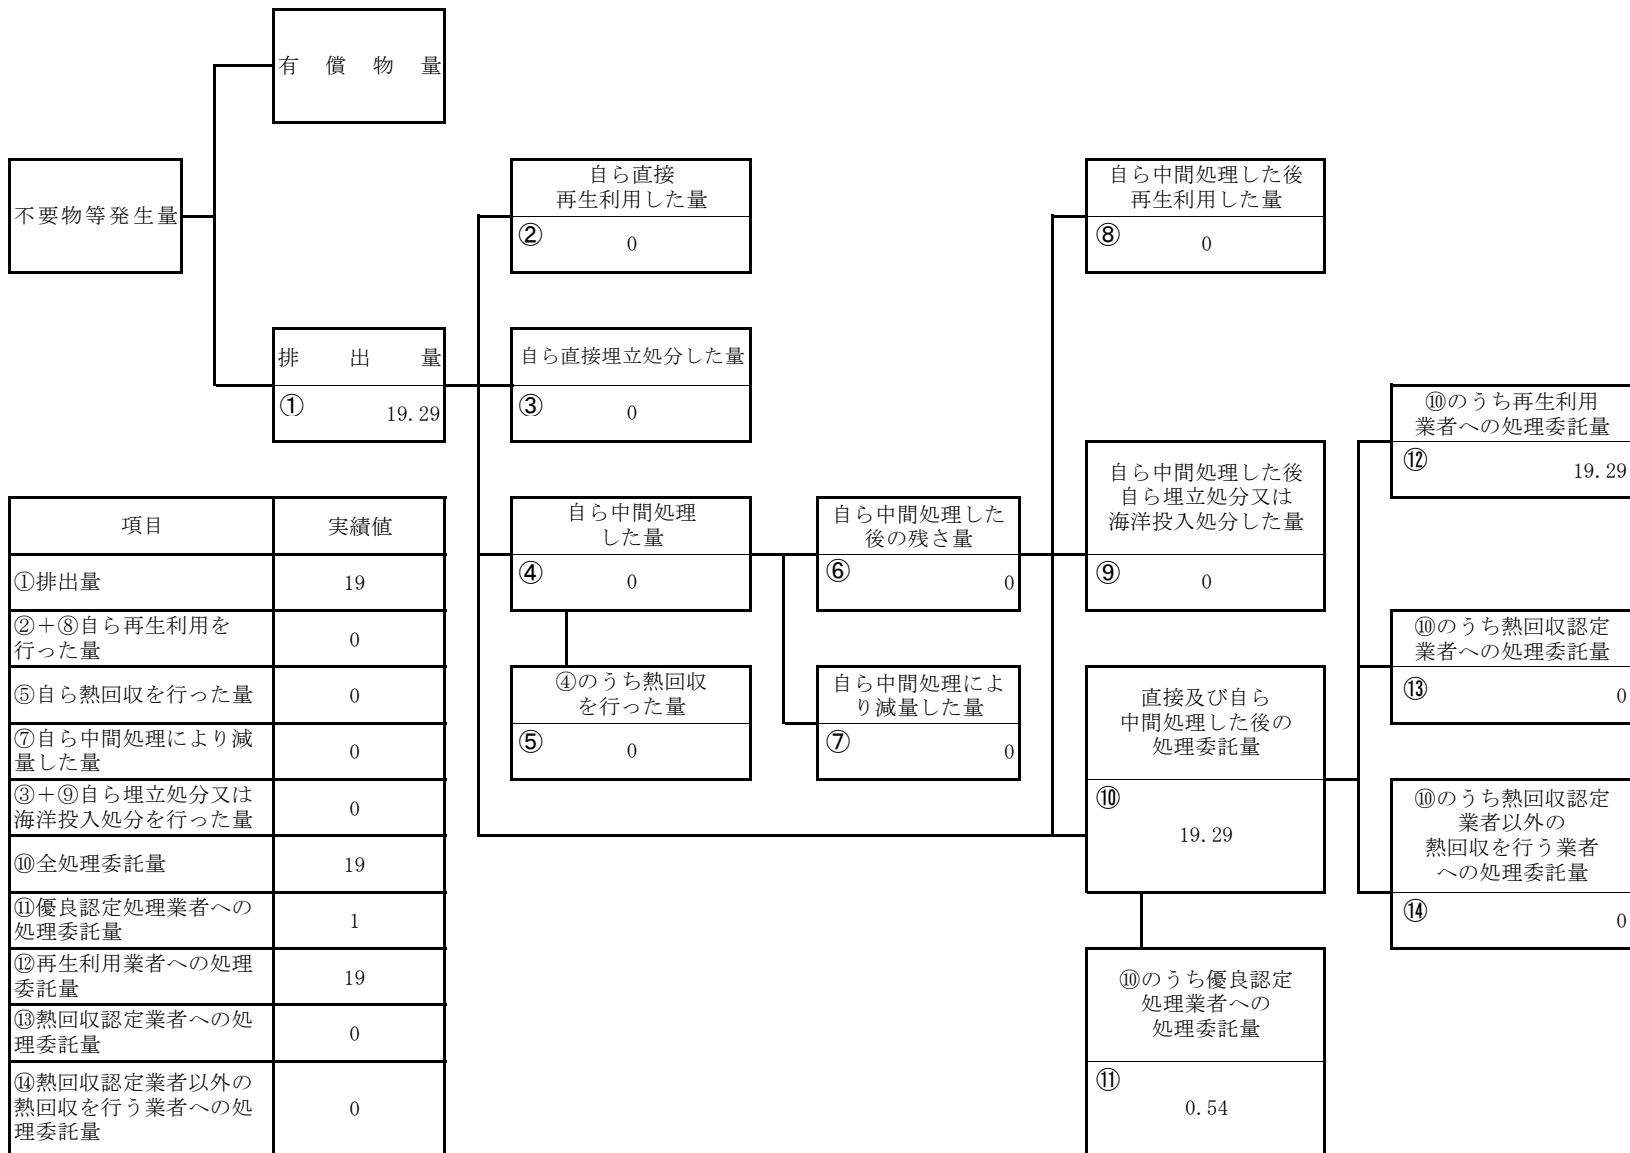 有償物量
不要物等発生量
排出量
①
19.29
自ら直接
再生利用した量
②
0
自ら直接埋立処分した量
③
0
自ら中間処理
した量
④
0
④のうち熱回収
を行った量
⑤
0
自ら中間処理した
後の残さ量
⑥
0
自ら中間処理によ
り減量した量
⑦
0
自ら中間処理した後
再生利用した量
⑧
0
自ら中間処理した後
自ら埋立処分又は
海洋投入処分した量
⑨
0
直接及び自ら
中間処理した後の
処理委託量
⑩
19.29
⑩のうち優良認定
処理業者への
処理委託量
⑪
0.54
⑩のうち再生利用
業者への処理委託量
⑫
19.29
⑩のうち熱回収認定
業者への処理委託量
⑬
0
⑩のうち熱回収認定
業者以外の
熱回収を行う業者
への処理委託量
⑭
0
項目 実績値
①排出量 19
②+⑧自ら再生利用を
行った量 0
⑤自ら熱回収を行った量 0
⑦自ら中間処理により減
量した量 0
③+⑨自ら埋立処分又は
海洋投入処分を行った量 0
⑩全処理委託量 19
⑪優良認定処理業者への
処理委託量 1
⑫再生利用業者への処理
委託量 19
⑬熱回収認定業者への処
理委託量 0
⑭熱回収認定業者以外の
熱回収を行う業者への処
理委託量 0